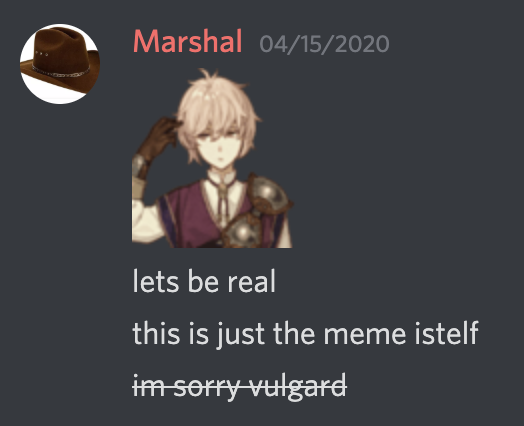 Marshal 04/15/2020
lets be real
this is just the meme istelf
im sorry vulgard